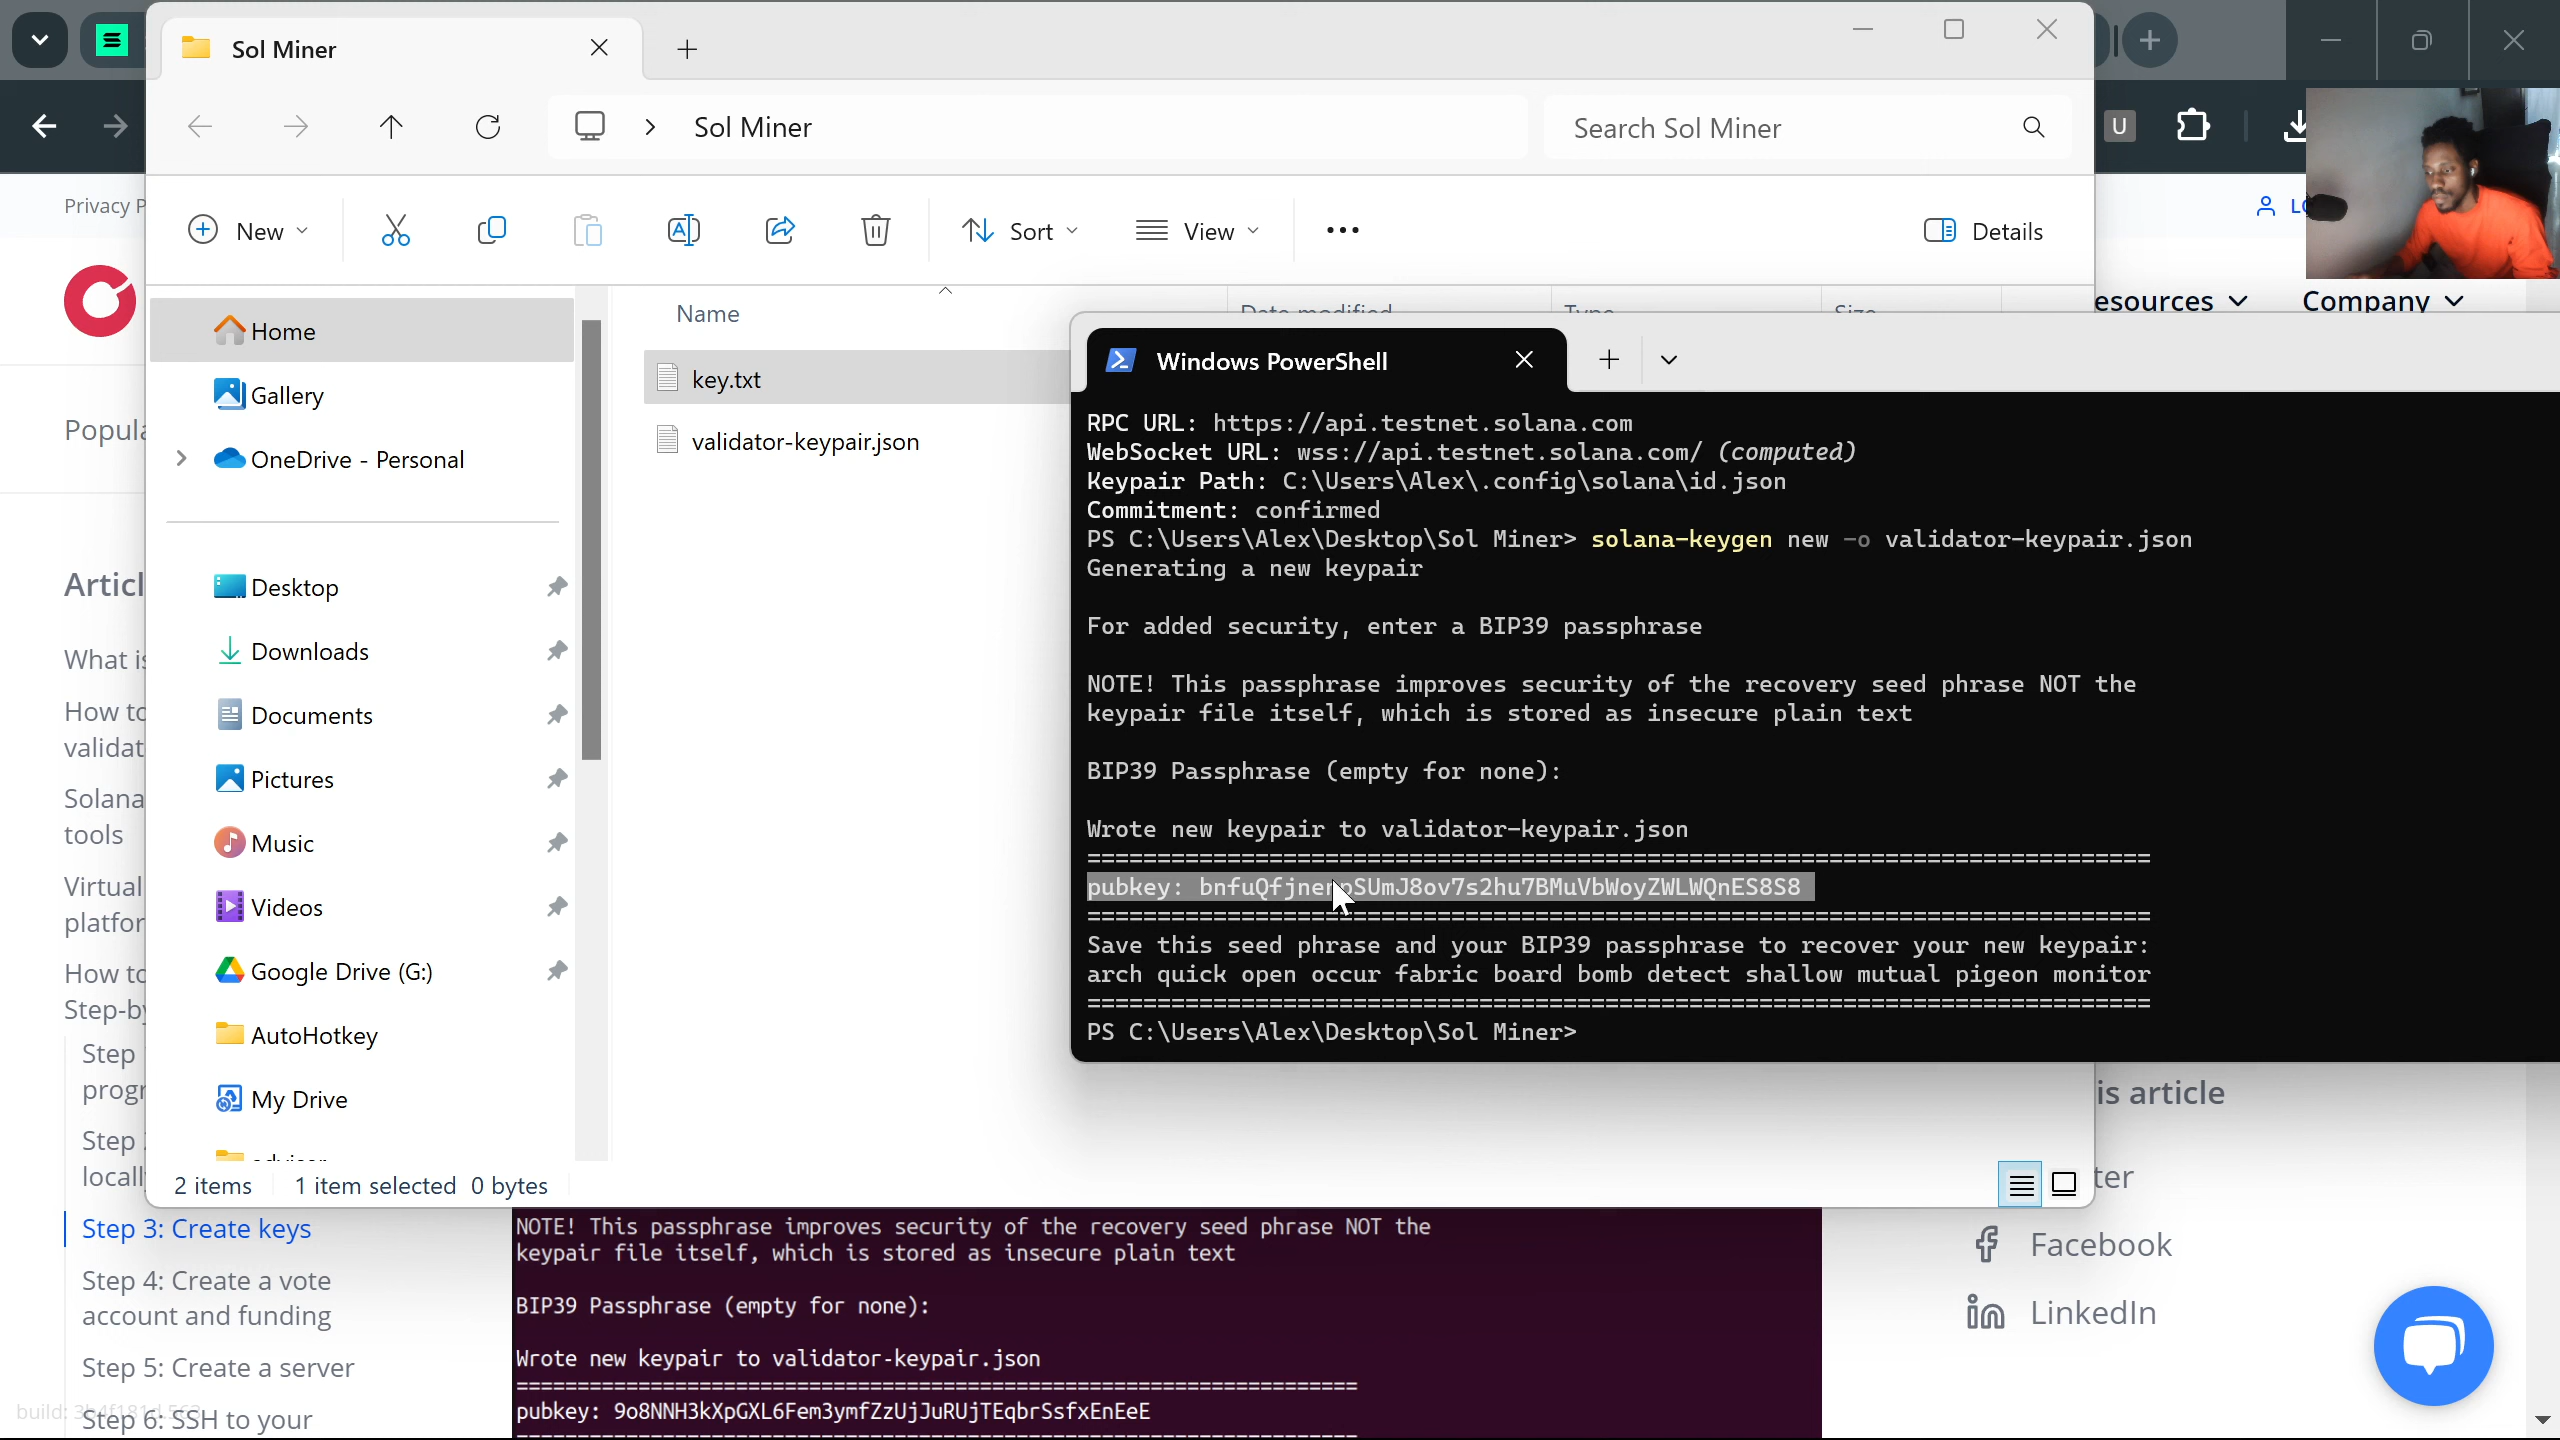 Sol Miner
Sol Miner
Search Sol Miner
U
Privacy P
New
Sort
View
Details
esources
Company
Name
Home
key.txt
Windows PowerShell
Gallery
validator-keypair.json
OneDrive - Personal
Desktop
Downloads
Documents
Pictures
Music
Videos
Google Drive (G:)
AutoHotkey
My Drive
2 items
1 item selected 0 bytes
RPC URL: https://api.testnet.solana.com
WebSocket URL: wss://api.testnet.solana.com/ (computed)
Keypair Path: C:\Users\Alex\.config\solana\id.json
Commitment: confirmed
PS C:\Users\Alex\Desktop\Sol Miner> solana-keygen new -o validator-keypair.json
Generating a new keypair
For added security, enter a BIP39 passphrase
NOTE! This passphrase improves security of the recovery seed phrase NOT the
keypair file itself, which is stored as insecure plain text
BIP39 Passphrase (empty for none):
Wrote new keypair to validator-keypair.json
pubkey:
Save this seed phrase and your BIP39 passphrase to recover your new keypair:
arch quick open occur fabric board bomb detect shallow mutual pigeon monitor
PS C:\Users\Alex\Desktop\Sol Miner>
Popula
Articl
What is
How to
validat
Solana
tools
Virtual
platfor
How to
Step-by
Step
progr
Step
locall
Step 3: Create keys
Step 4: Create a vote
account and funding
Step 5: Create a server
Step 6: SSH to your
NOTE! This passphrase improves security of the recovery seed phrase NOT the
keypair file itself, which is stored as insecure plain text
BIP39 Passphrase (empty for none):
Wrote new keypair to validator-keypair.json
pubkey: 9o8NNH3kXpGXL6Fem3ymfZzUjJuRUjTEqbrSsfxEnEeE
is article
ter
Facebook
LinkedIn